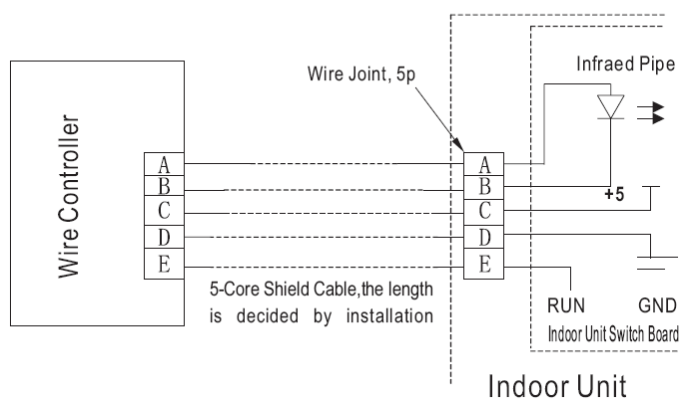 Infraed Pipe
Wire Joint, 5p
Wire Controller
A
B
C
D
E
A
B
C
D
E
+5
5-Core Shield Cable,the length
is decided by installation
RUN
GND
Indoor Unit Switch Board
Indoor Unit